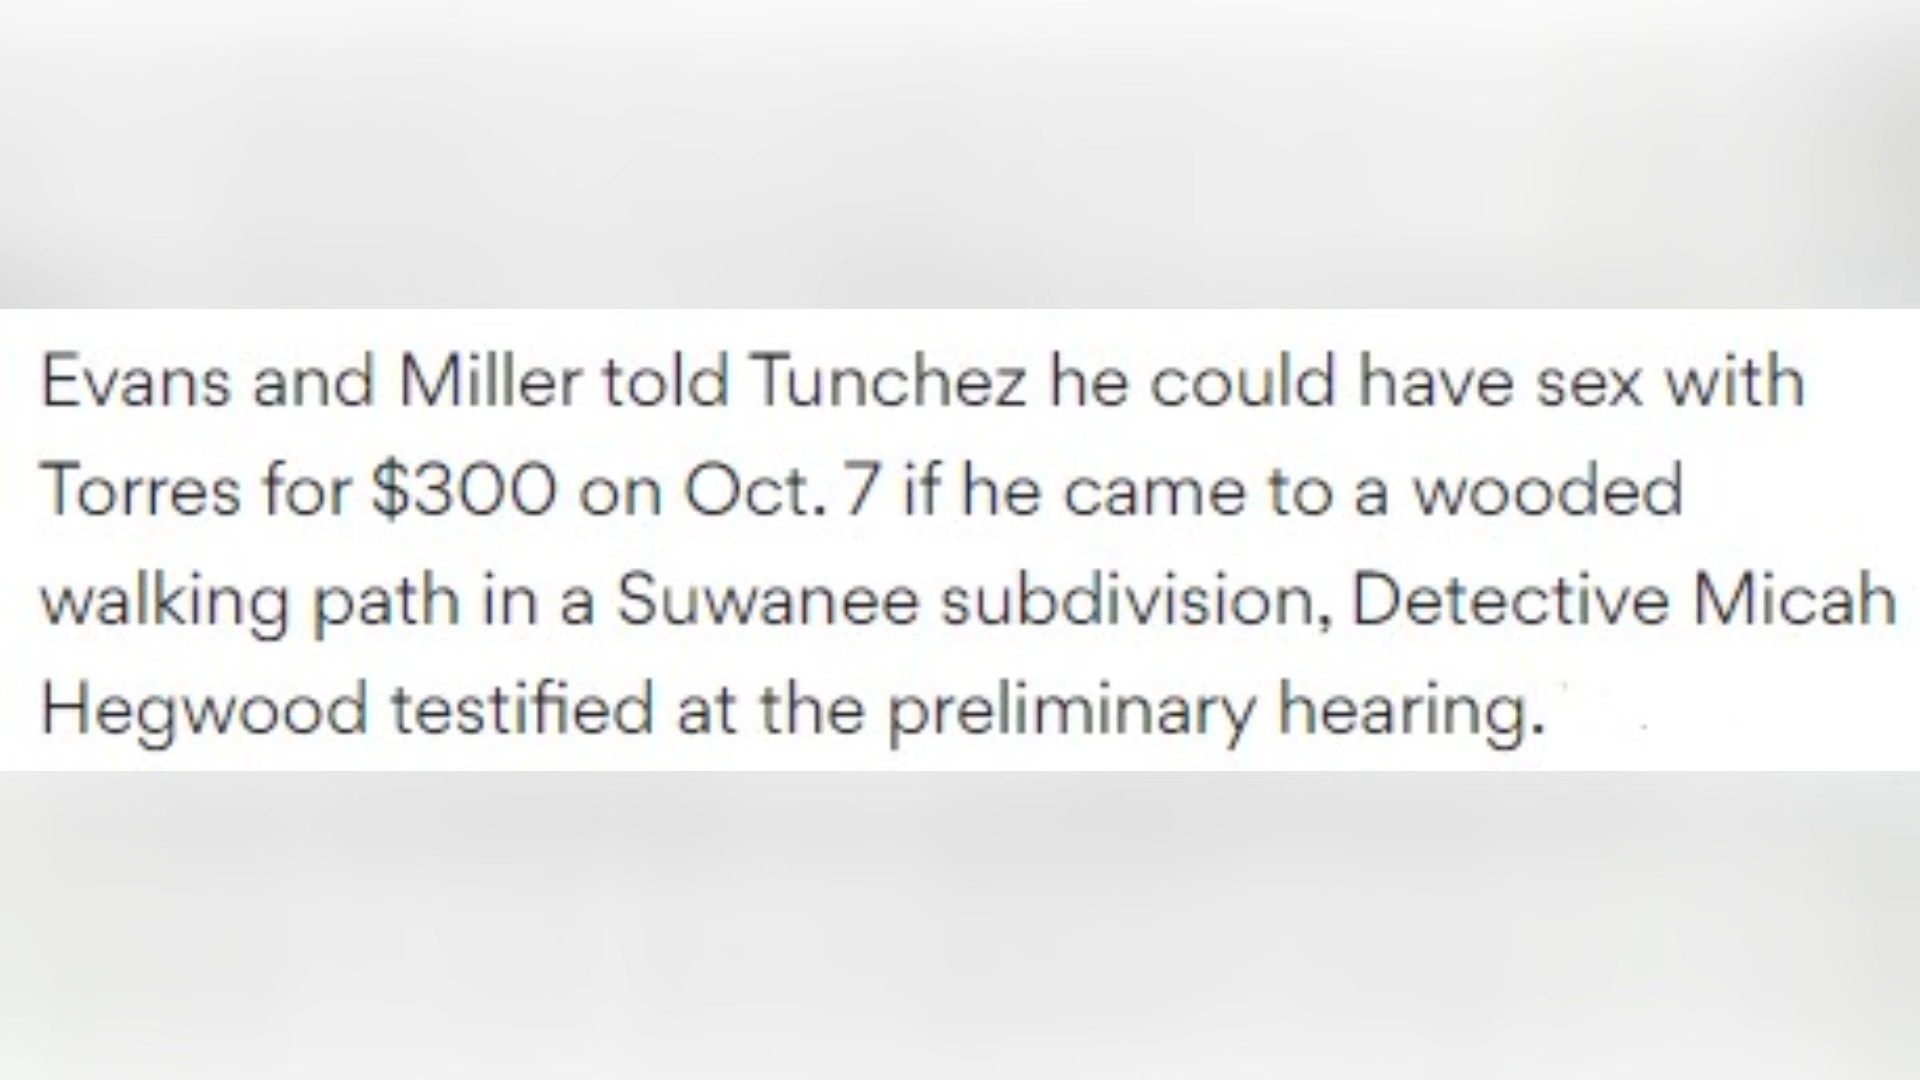 Evans and Miller told Tunchez he could have sex with
Torres for $300 on Oct. 7 if he came to a wooded
walking path in a Suwanee subdivision, Detective Micah
Hegwood testified at the preliminary hearing.